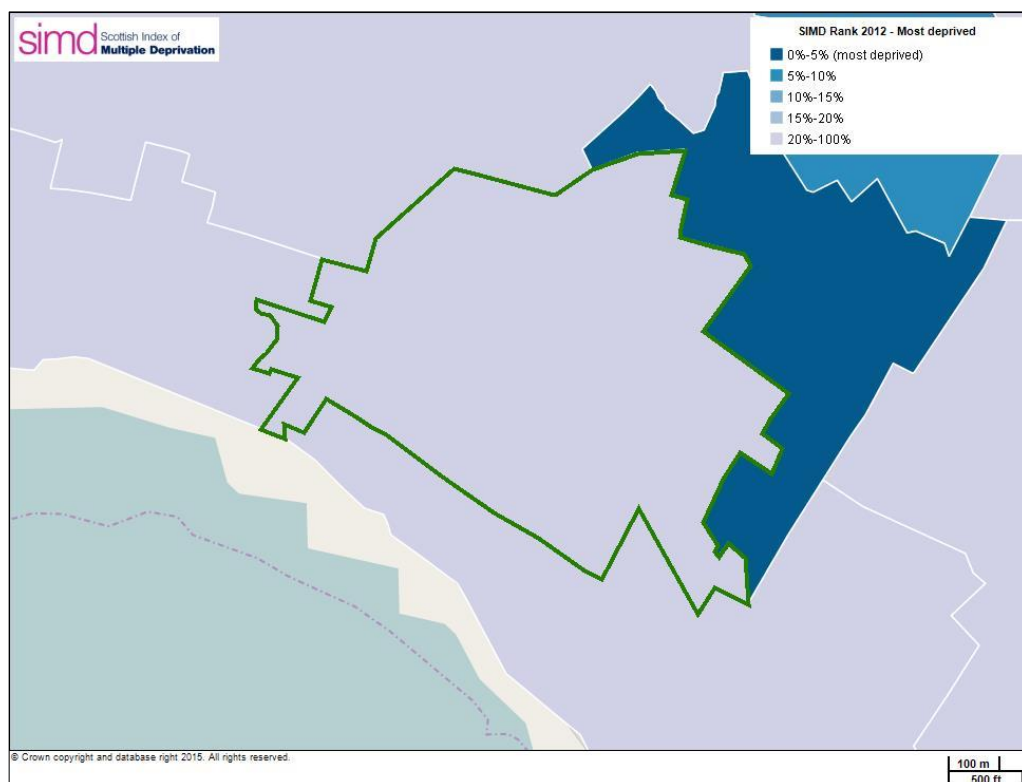 simd Scottish Index of
Multiple Deprivation
SIMD Rank 2012 - Most deprived
0%-5% (most deprived)
5%-10%
10%-15%
15%-20%
20%-100%
© Crown copyright and database right 2015. All rights reserved.
100 m
500 ft